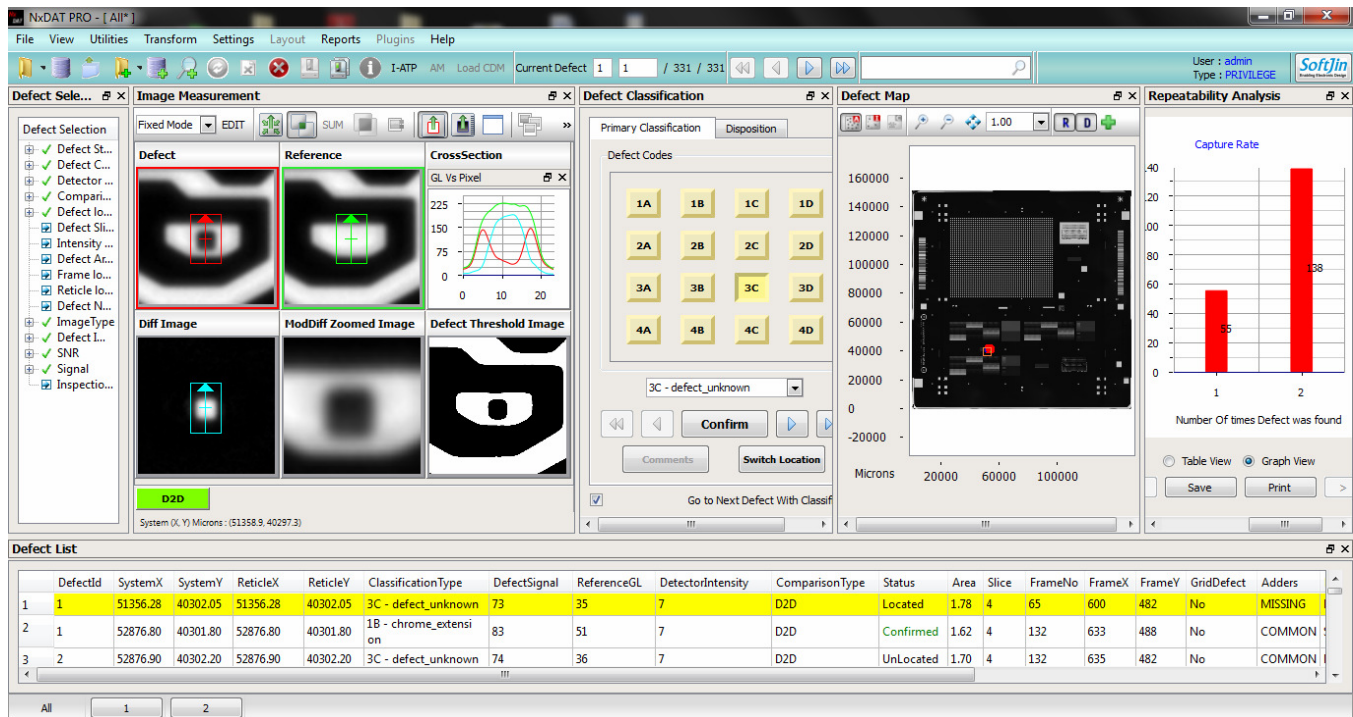 NxDAT PRO - [ All* ]
File View Utilities Transform Settings Layout Reports Plugins Help
I-ATP AM Load CDM Current Defect 1 1 / 331 / 331
User : admin
Type : PRIVILEGE
SoftJin
Defect Sele...
Defect Selection
Defect St...
Defect C...
Detector ...
Compari...
Defect lo...
Defect Sli...
Intensity ...
Defect Ar...
Frame lo...
Reticle lo...
Defect N...
ImageType
Defect I...
SNR
Signal
Inspectio...
Image Measurement
Fixed Mode EDIT SUM »
Defect Reference CrossSection
GL Vs Pixel
225
150
75
0
0 10 20
Diff Image ModDiff Zoomed Image Defect Threshold Image
D2D
System (X, Y) Microns : (51358.9, 40297.3)
Defect Classification
Primary Classification Disposition
Defect Codes
1A 1B 1C 1D
2A 2B 2C 2D
3A 3B 3C 3D
4A 4B 4C 4D
3C - defect_unknown
Confirm
Comments Switch Location
Go to Next Defect With Classif
Defect Map
1.00 R D
160000
140000
120000
100000
80000
60000
40000
20000
0
-20000
Microns 20000 60000 100000
Repeatability Analysis
Capture Rate
.40
.20
.00
80
60
40
20
0
55
138
1 2
Number Of times Defect was found
Table View Graph View
Save Print >
Defect List
DefectId SystemX SystemY ReticleX ReticleY ClassificationType DefectSignal ReferenceGL DetectorIntensity ComparisonType Status Area Slice FrameNo FrameX FrameY GridDefect Adders
1 1 51356.28 40302.05 51356.28 40302.05 3C - defect_unknown 73 35 7 D2D Located 1.78 4 65 600 482 No MISSING
2 1 52876.80 40301.80 52876.80 40301.80 1B - chrome_extensi
on 83 51 7 D2D Confirmed 1.62 4 132 633 488 No COMMON
3 2 52876.90 40302.20 52876.90 40302.20 3C - defect_unknown 74 36 7 D2D UnLocated 1.70 4 132 635 482 No COMMON
All 1 2